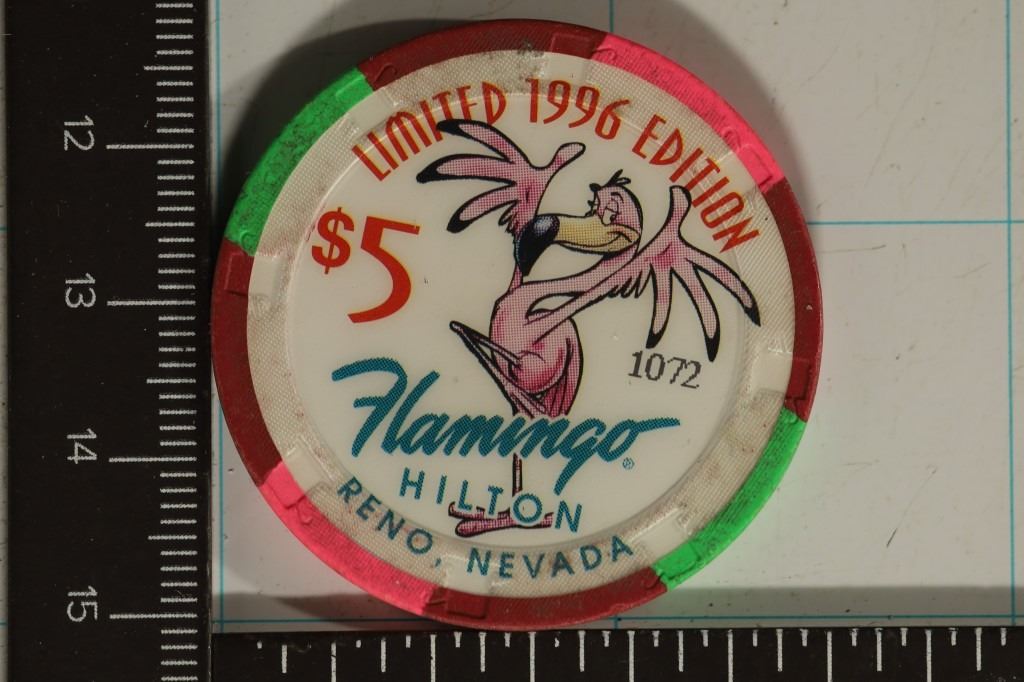 LIMITED 1996 EDITION
$5
1072
Flamingo®
HILTON
RENO, NEVADA
12
13
14
15